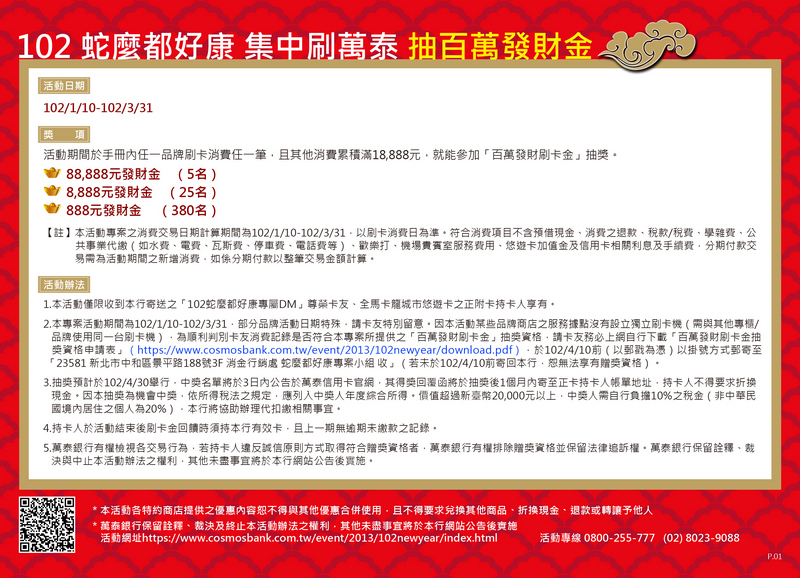 102 蛇麼都好康 集中刷萬泰 抽百萬發財金
活動日期
102/1/10-102/3/31
獎　項
活動期間於手冊內任一品牌刷卡消費任一筆，且其他消費累積滿18,888元，就能參加「百萬發財刷卡金」抽獎。
88,888元發財金　（ 5名 ）
8,888元發財金　（ 25名 ）
888元發財金　（ 380名 ）
【註】本活動專案之消費交易日期計算期間為102/1/10-102/3/31，以刷卡消費日為準。符合消費項目不含預借現金、消費之退款、稅款/稅費、學雜費、公
共事業代繳（如水費、電費、瓦斯費、停車費、電話費等）、歡樂打、機場貴賓室服務費用、悠遊卡加值金及信用卡相關利息及手續費，分期付款交
易需為活動期間之新增消費，如係分期付款以整筆交易金額計算。
活動辦法
1.本活動僅限收到本行寄送之「102蛇麼都好康專屬DM」尊榮卡友、全馬卡龍城市悠遊卡之正附卡持卡人享有。
2.本專案活動期間為102/1/10-102/3/31，部分品牌活動日期特殊，請卡友特別留意。因本活動某些品牌商店之服務據點沒有設立獨立刷卡機（需與其他專櫃/
品牌使用同一台刷卡機），為順利判別卡友消費記錄是否符合本專案所提供之「百萬發財刷卡金」抽獎資格，請卡友務必上網自行下載「百萬發財刷卡金抽
獎資格申請表」（https://www.cosmosbank.com.tw/event/2013/102newyear/download.pdf），於102/4/10前（以郵戳為憑）以掛號方式郵寄至
「23581 新北市中和區景平路188號3F 消金行銷處 蛇麼都好康專案小組 收」（若未於102/4/10前寄回本行，恕無法享有贈獎資格）。
3.抽獎預計於102/4/30舉行，中獎名單將於3日內公告於萬泰信用卡官網，其得獎回覆函將於抽獎後1個月內寄至正卡持卡人帳單地址，持卡人不得要求折換
現金。因本抽獎為機會中獎，依所得稅法之規定，應列入中獎人年度綜合所得。價值超過新臺幣20,000元以上，中獎人需自行負擔10%之稅金（非中華民
國境內居住之個人為20%），本行將協助辦理代扣繳相關事宜。
4.持卡人於活動結束後刷卡金回饋時須持本行有效卡，且上一期無逾期未繳款之記錄。
5.萬泰銀行有權檢視各交易行為，若持卡人違反誠信原則方式取得符合贈獎資格者，萬泰銀行有權排除贈獎資格並保留法律追訴權。萬泰銀行保留詮釋、裁
決與中止本活動辦法之權利，其他未盡事宜將於本行網站公告後實施。
* 本活動各特約商店提供之優惠內容恕不得與其他優惠合併使用，且不得要求兌換其他商品、折換現金、退款或轉讓予他人
* 萬泰銀行保留詮釋、裁決及終止本活動辦法之權利，其他未盡事宜將於本行網站公告後實施
活動網址https://www.cosmosbank.com.tw/event/2013/102newyear/index.html　活動專線 0800-255-777 (02) 8023-9088
P.01